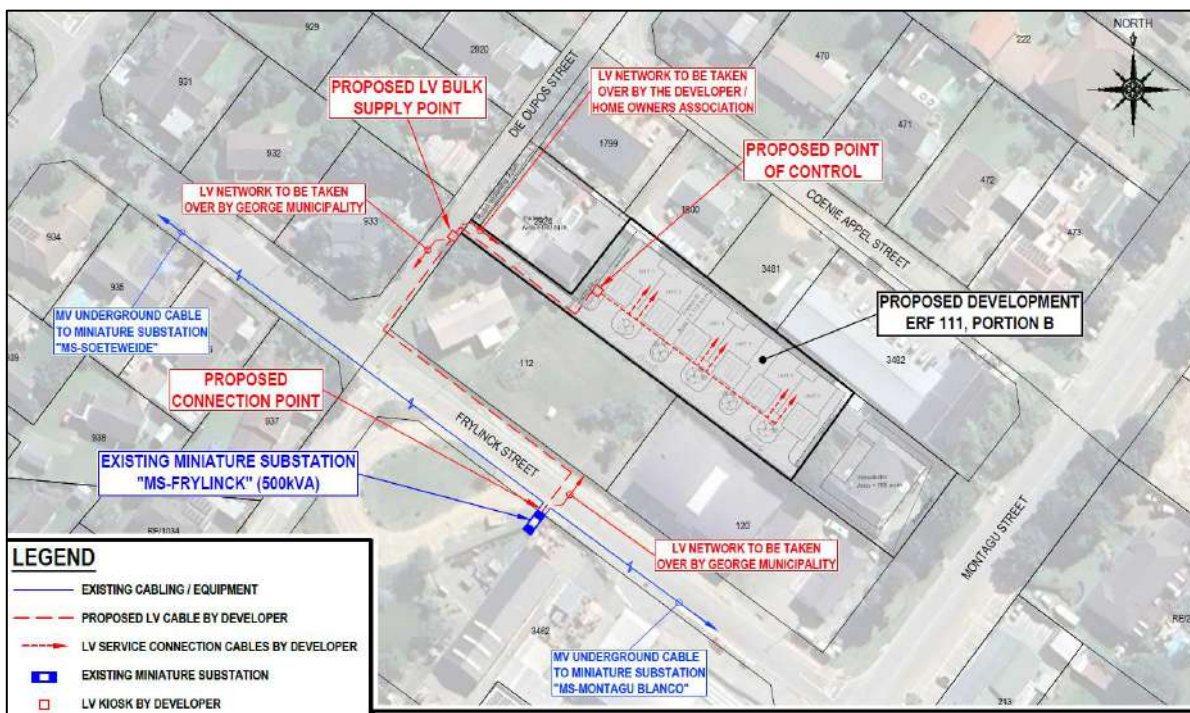 929
2820
931
470
222
NORTH
PROPOSED LV BULK
SUPPLY POINT
DIE OUPOS STREET
LV NETWORK TO BE TAKEN
OVER BY THE DEVELOPER /
HOME OWNERS ASSOCIATION
471
932
1799
PROPOSED POINT
OF CONTROL
472
LV NETWORK TO BE TAKEN
OVER BY GEORGE MUNICIPALITY
933
1800
COENIE APPEL STREET
473
934
3481
935
MV UNDERGROUND CABLE
TO MINIATURE SUBSTATION
"MS-SOETEWEIDE"
PROPOSED DEVELOPMENT
ERF 111, PORTION B
3482
112
PROPOSED
CONNECTION POINT
937
938
FRYLINCK STREET
EXISTING MINIATURE SUBSTATION
"MS-FRYLINCK" (500kVA)
RE/1034
120
MONTAGU STREET
LV NETWORK TO BE TAKEN
OVER BY GEORGE MUNICIPALITY
3462
MV UNDERGROUND CABLE
TO MINIATURE SUBSTATION
"MS-MONTAGU BLANCO"
213
LEGEND
EXISTING CABLING / EQUIPMENT
PROPOSED LV CABLE BY DEVELOPER
LV SERVICE CONNECTION CABLES BY DEVELOPER
EXISTING MINIATURE SUBSTATION
LV KIOSK BY DEVELOPER